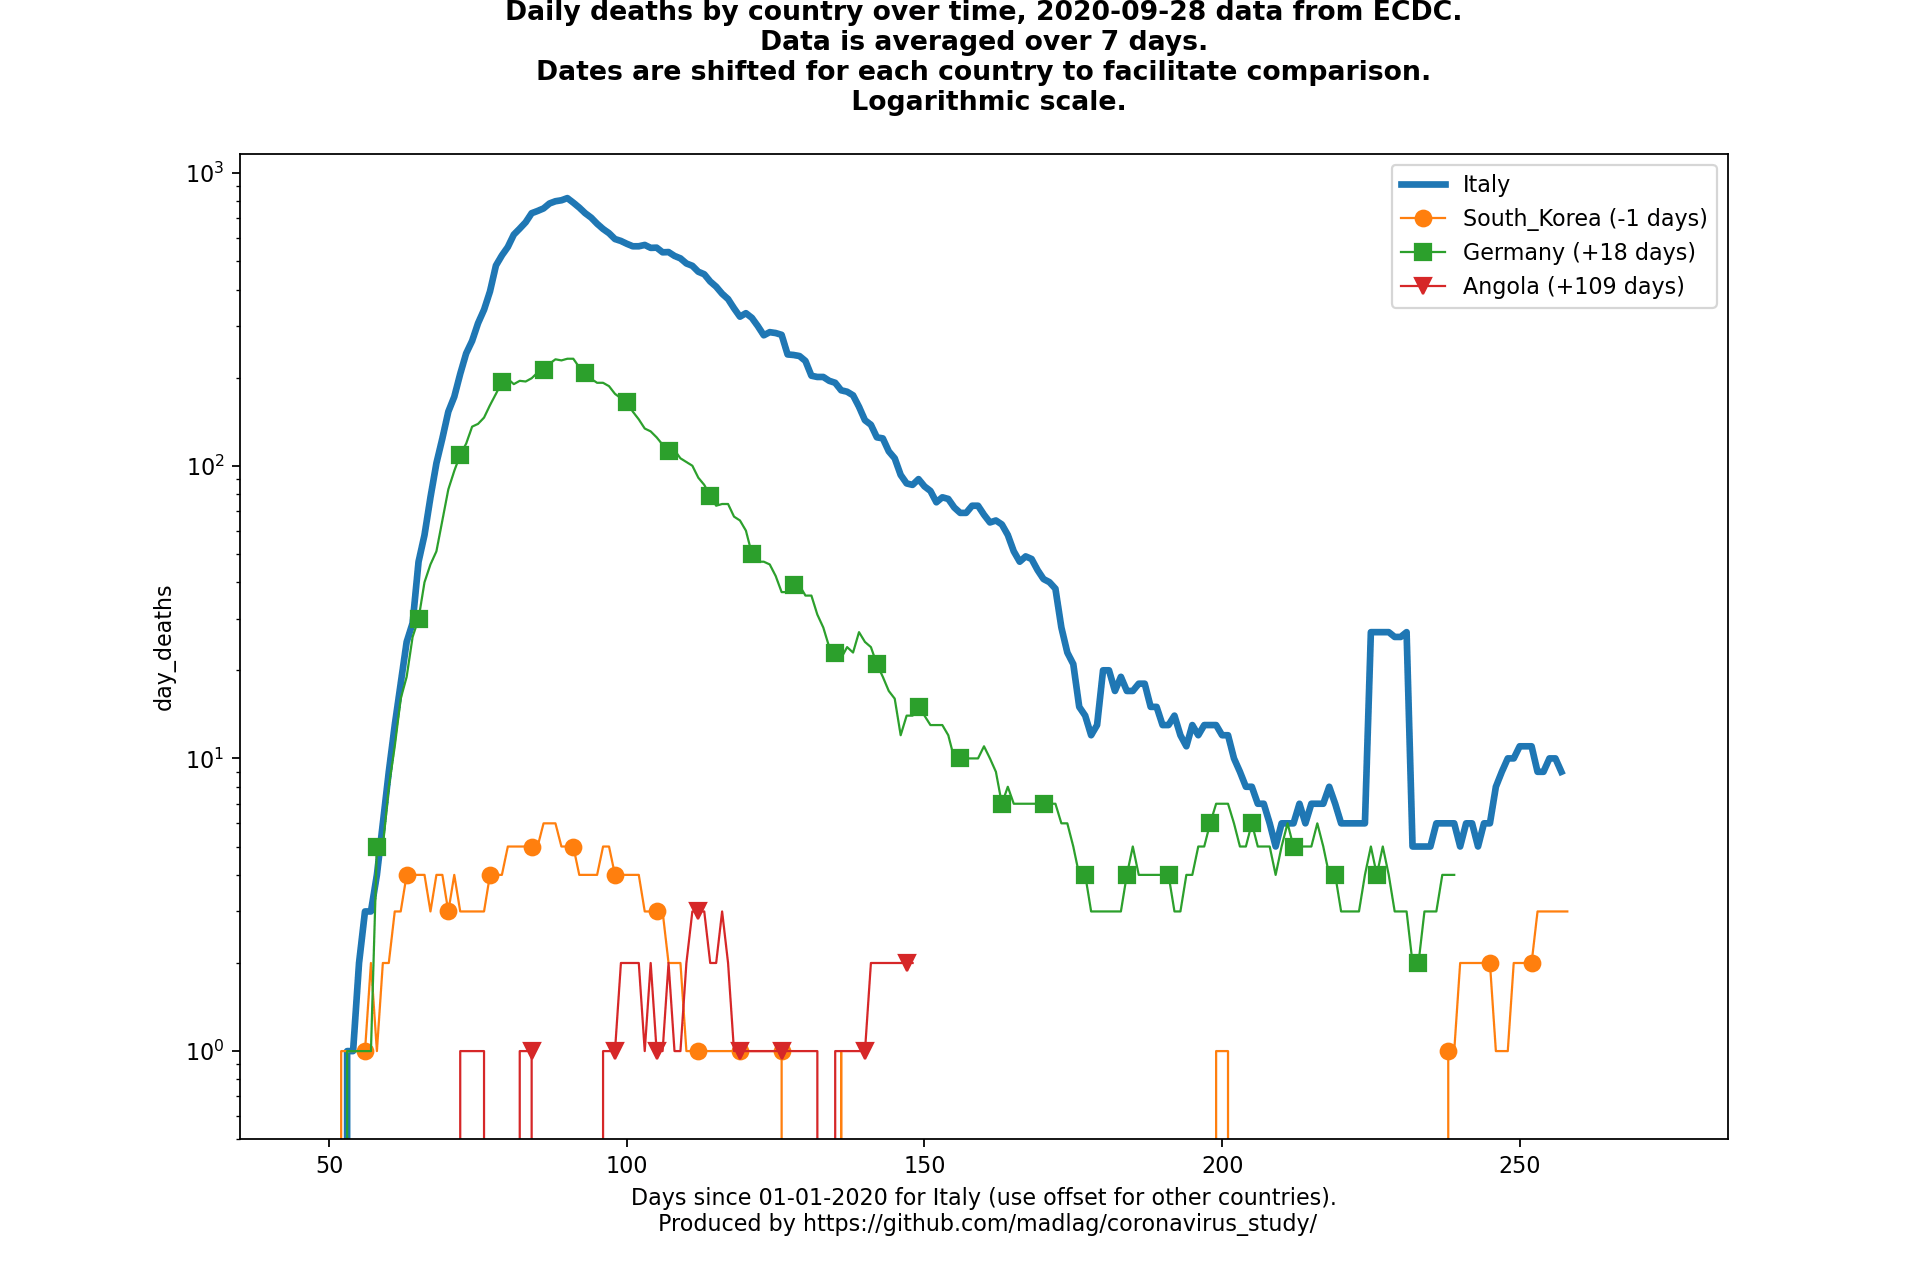 Daily deaths by country over time, 2020-09-28 data from ECDC.
Data is averaged over 7 days.
Dates are shifted for each country to facilitate comparison.
Logarithmic scale.
10³
10²
10¹
10⁰
day_deaths
Italy
South_Korea (-1 days)
Germany (+18 days)
Angola (+109 days)
50 100 150 200 250
Days since 01-01-2020 for Italy (use offset for other countries).
Produced by https://github.com/madlag/coronavirus_study/